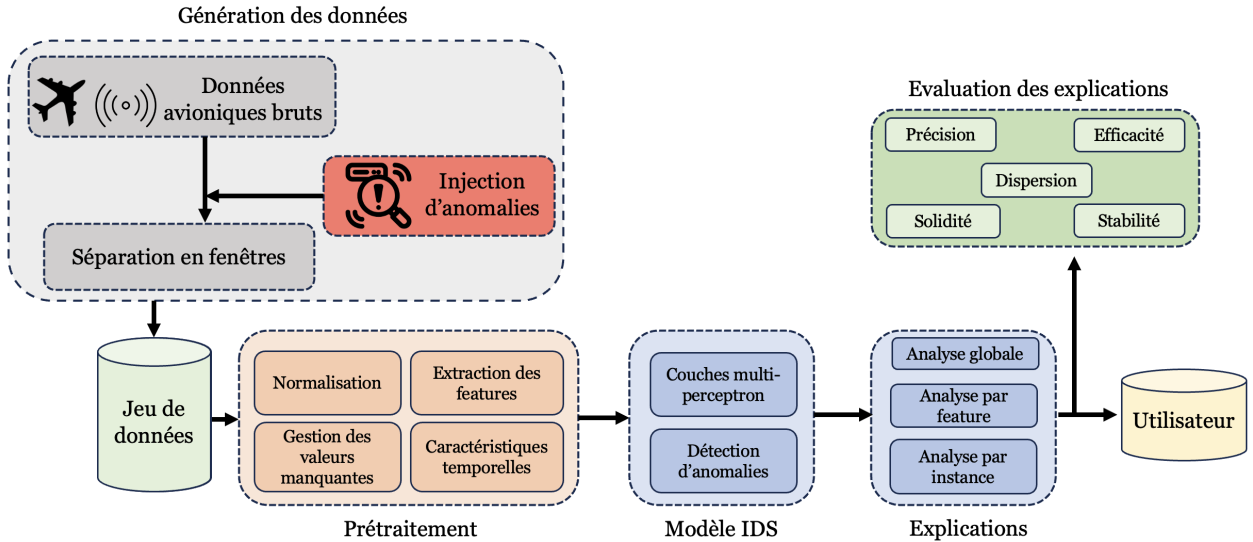 Génération des données
Données
avioniques bruts
Injection
d'anomalies
Séparation en fenêtres
Jeu de
données
Normalisation
Extraction des
features
Gestion des
valeurs
manquantes
Caractéristiques
temporelles
Prétraitement
Couches multi-
perceptron
Détection
d'anomalies
Modèle IDS
Analyse globale
Analyse par
feature
Analyse par
instance
Explications
Evaluation des explications
Précision
Efficacité
Dispersion
Solidité
Stabilité
Utilisateur